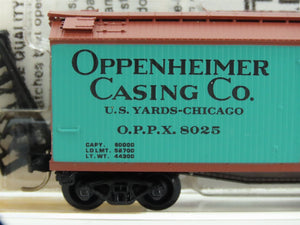 OPPENHEIMER
CASING CO.
U.S. YARDS-CHICAGO
O.P.P.X. 8025
CAPY. 60000
LD LMT. 58700
LT. WT. 44300